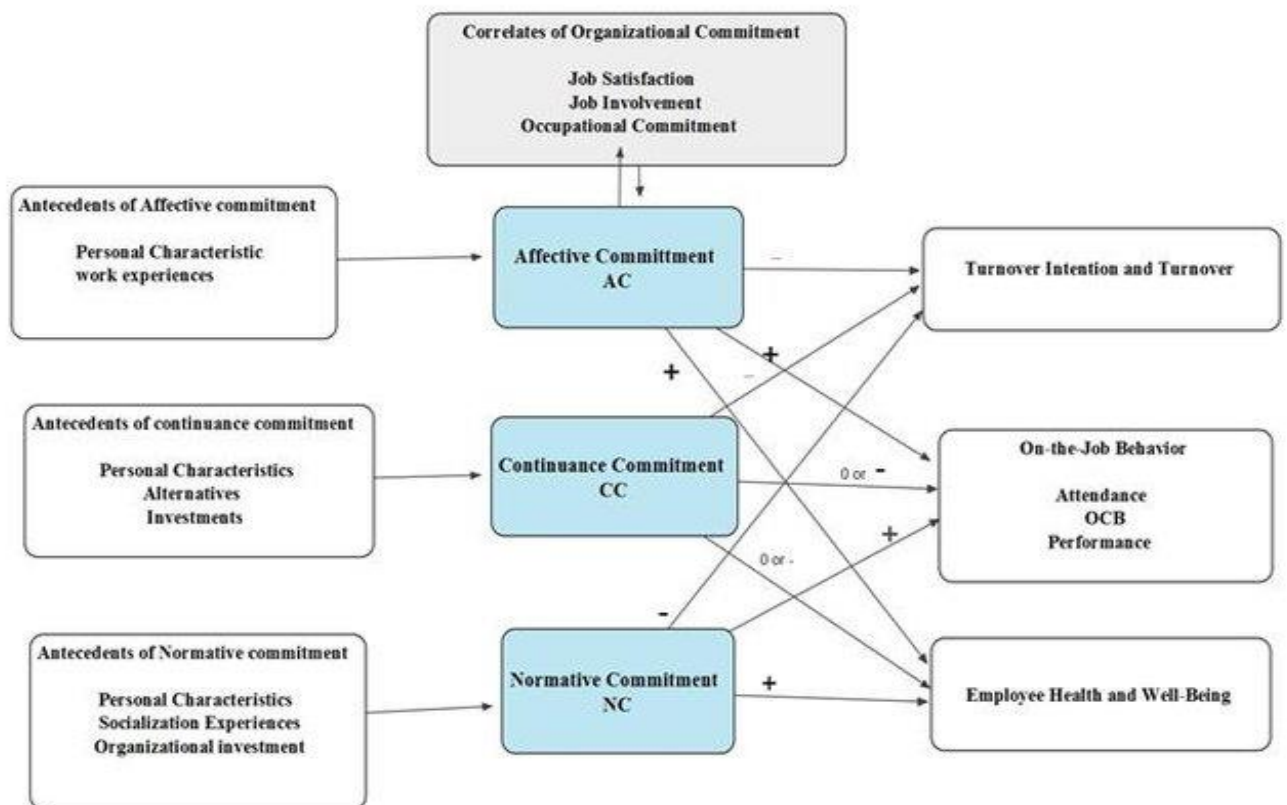 Correlates of Organizational Commitment
Job Satisfaction
Job Involvement
Occupational Commitment
Antecedents of Affective commitment
Personal Characteristic
work experiences
Affective Committment
AC
–
Turnover Intention and Turnover
+
+
–
Antecedents of continuance commitment
Personal Characteristics
Alternatives
Investments
Continuance Commitment
CC
0 or -
On-the-Job Behavior
Attendance
OCB
Performance
+
0 or -
-
Antecedents of Normative commitment
Personal Characteristics
Socialization Experiences
Organizational investment
Normative Commitment
NC
+
Employee Health and Well-Being